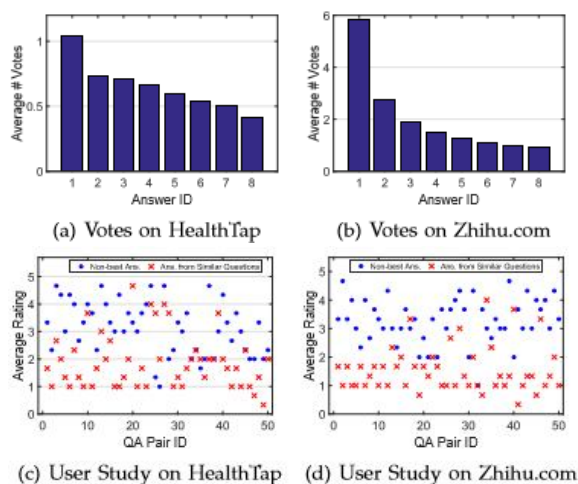 1
0.5
0
Average # Votes
1 2 3 4 5 6 7 8
Answer ID
(a) Votes on HealthTap
6
4
2
0
Average # Votes
1 2 3 4 5 6 7 8
Answer ID
(b) Votes on Zhihu.com
Non-best Ans. Ans. from Similar Questions
5
4
3
2
1
0
Average Rating
0 10 20 30 40 50
QA Pair ID
(c) User Study on HealthTap
Non-best Ans. Ans. from Similar Questions
5
4
3
2
1
0
Average Rating
0 10 20 30 40 50
QA Pair ID
(d) User Study on Zhihu.com